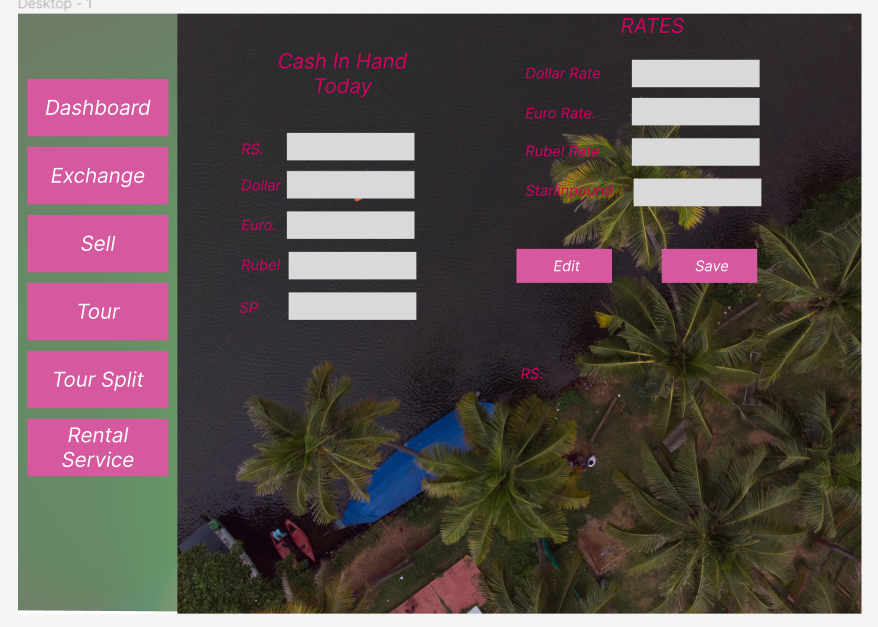 Desktop - 1
Dashboard
Exchange
Sell
Tour
Tour Split
Rental
Service
Cash In Hand
Today
RS.
Dollar
Euro.
Rubel
SP
RATES
Dollar Rate
Euro Rate.
Rubel Rate
Edit
Save
RS.